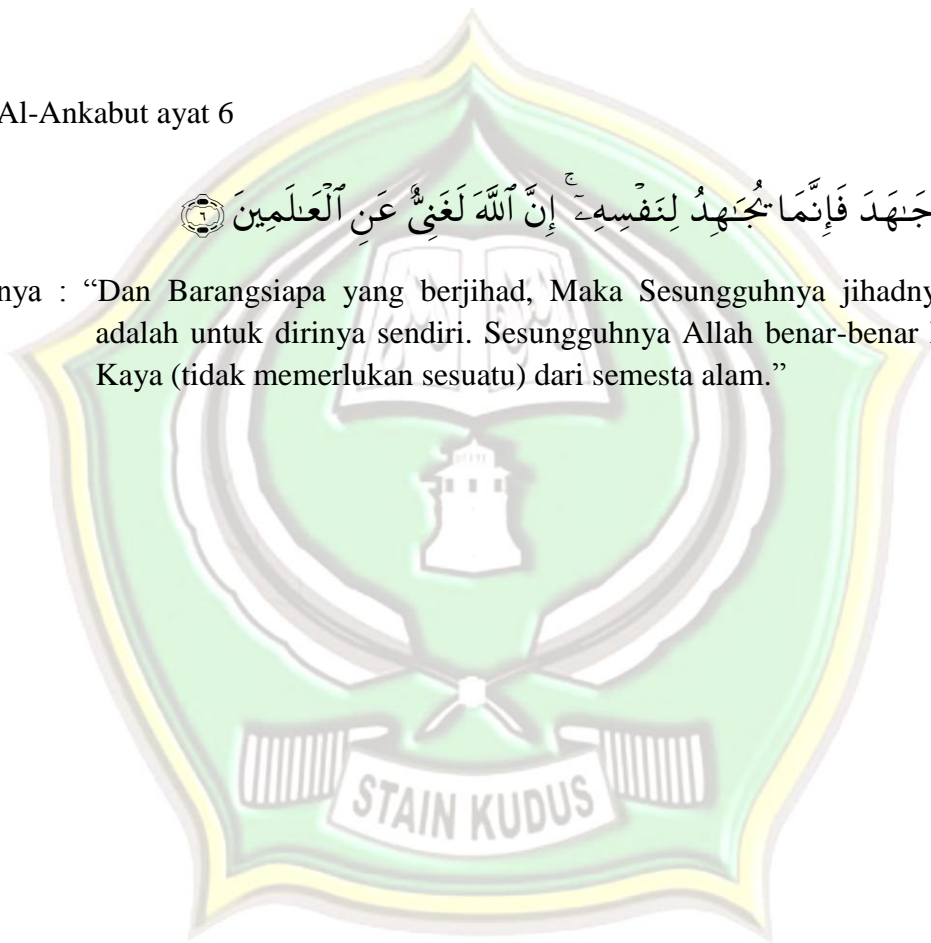 Al-Ankabut ayat 6
جَـٰهَدَ فَإِنَّمَا يُجَـٰهِدُ لِنَفْسِهِۦٓ ۚ إِنَّ ٱللَّهَ لَغَنِىٌّ عَنِ ٱلْعَـٰلَمِينَ ٦
nya : “Dan Barangsiapa yang berjihad, Maka Sesungguhnya jihadny
adalah untuk dirinya sendiri. Sesungguhnya Allah benar-benar
Kaya (tidak memerlukan sesuatu) dari semesta alam.”
STAIN KUDUS